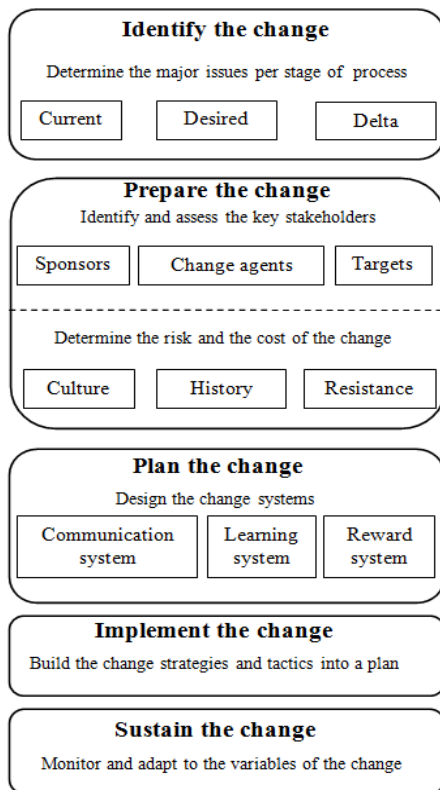 Identify the change
Determine the major issues per stage of process
Current Desired Delta
Prepare the change
Identify and assess the key stakeholders
Sponsors Change agents Targets
Determine the risk and the cost of the change
Culture History Resistance
Plan the change
Design the change systems
Communication system Learning system Reward system
Implement the change
Build the change strategies and tactics into a plan
Sustain the change
Monitor and adapt to the variables of the change